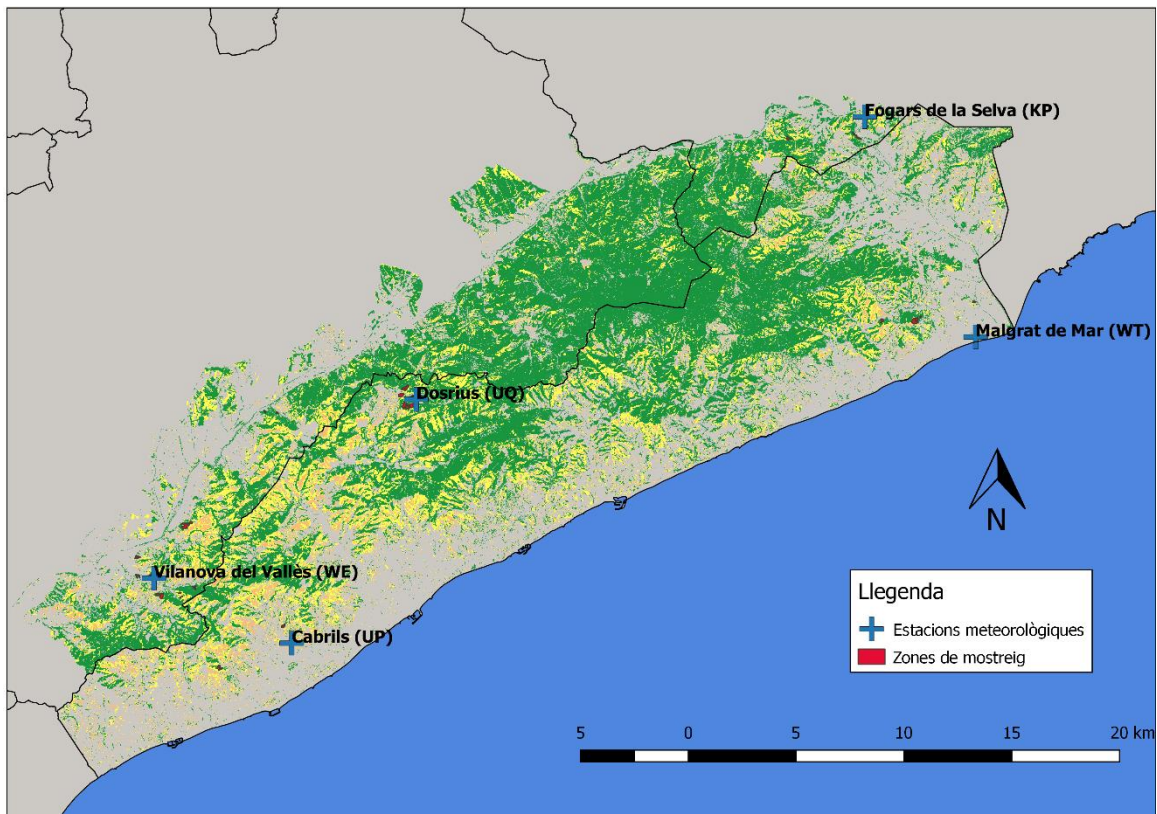 Fogars de la Selva (KP)
Malgrat de Mar (WT)
Dosrius (UQ)
Vilanova del Valles (WE)
Cabrils (UP)
N
Llegenda
Estacions meteorològiques
Zones de mostreig
5 0 5 10 15 20 km